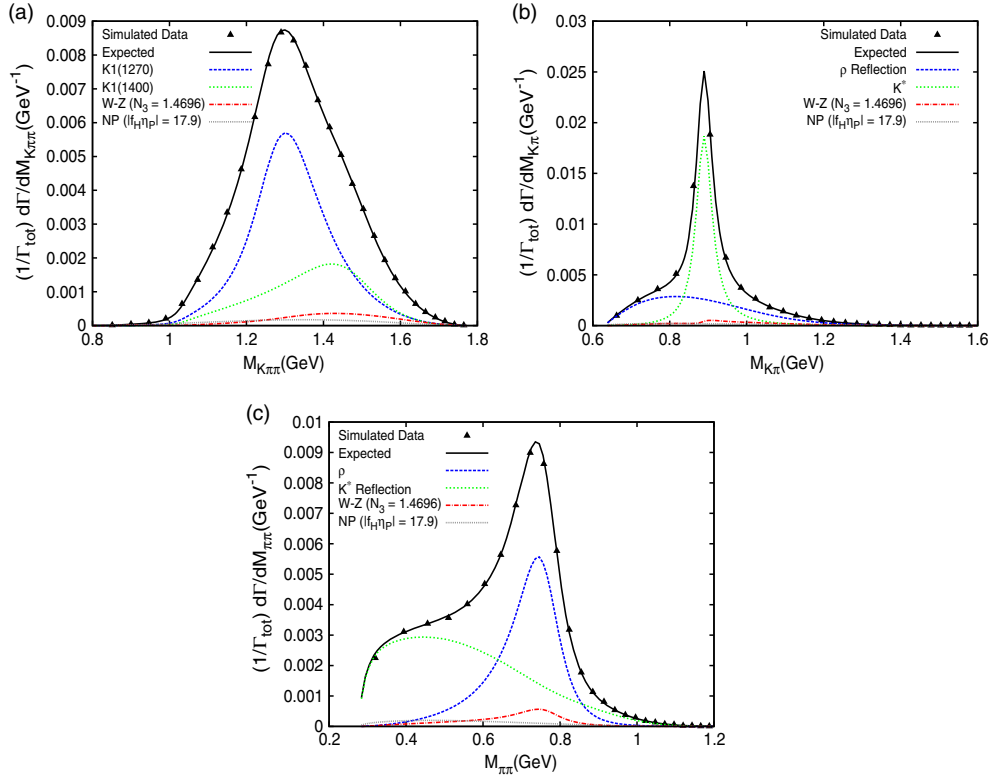 (a)
(1/Γtot) dΓ/dMKππ(GeV-1)
0.009
0.008
0.007
0.006
0.005
0.004
0.003
0.002
0.001
0
Simulated Data
Expected
K1(1270)
K1(1400)
W-Z (N3 = 1.4696)
NP (|fHηP| = 17.9)
0.8 1 1.2 1.4 1.6 1.8
MKππ(GeV)
(b)
(1/Γtot) dΓ/dMKπ(GeV-1)
0.03
0.025
0.02
0.015
0.01
0.005
0
Simulated Data
Expected
ρ Reflection
K*
W-Z (N3 = 1.4696)
NP (|fHηP| = 17.9)
0.6 0.8 1 1.2 1.4 1.6
MKπ(GeV)
(c)
(1/Γtot) dΓ/dMππ(GeV-1)
0.01
0.009
0.008
0.007
0.006
0.005
0.004
0.003
0.002
0.001
0
Simulated Data
Expected
ρ
K* Reflection
W-Z (N3 = 1.4696)
NP (|fHηP| = 17.9)
0.2 0.4 0.6 0.8 1 1.2
Mππ(GeV)